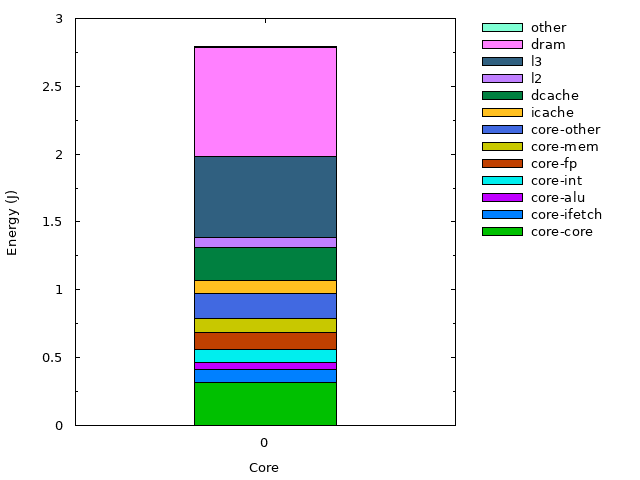 3
2.5
2
1.5
1
0.5
0
Energy (J)
0
Core
other
dram
l3
l2
dcache
icache
core-other
core-mem
core-fp
core-int
core-alu
core-ifetch
core-core